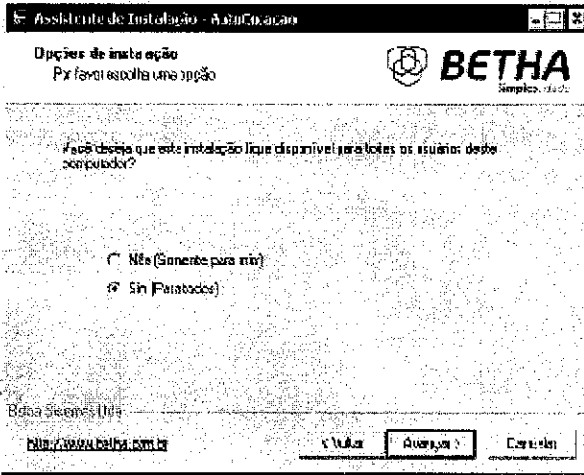 Assistente de Instalação - AutoCotacao
Opções de instalação
Por favor escolha uma opção
BETHA
Simplicidade
Você deseja que esta instalação fique disponível para todos os usuários deste
computador?
Não (Somente para mim)
Sim (Para todos)
Betha Sistemas Ltda
http://www.betha.com.br
< Voltar
Avançar >
Cancelar